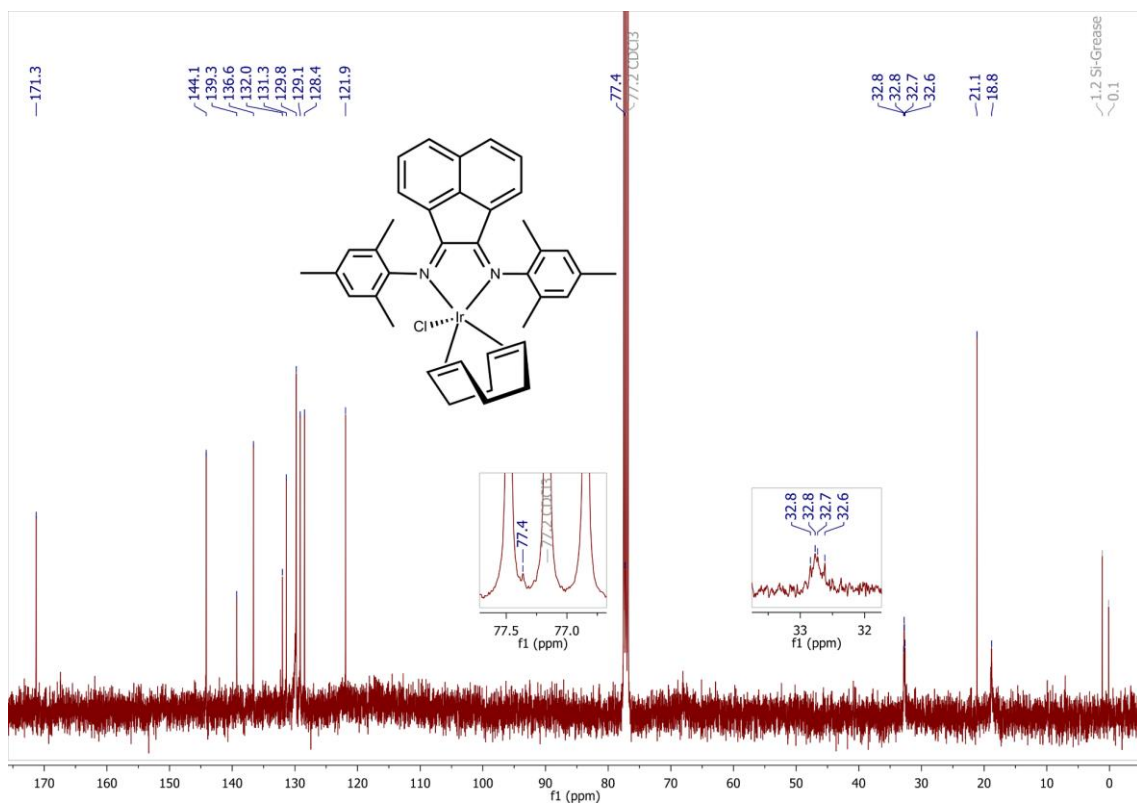 171.3
144.1
139.3
136.6
132.0
131.3
129.8
129.1
128.4
121.9
77.4
77.2 CDCl3
32.8
32.8
32.7
32.6
21.1
18.8
1.2 Si-Grease
0.1
N
N
Cl
Ir
77.4
77.2 CDCl3
77.5
77.0
f1 (ppm)
32.8
32.8
32.7
32.6
33
32
f1 (ppm)
170 160 150 140 130 120 110 100 90 80 70 60 50 40 30 20 10 0
f1 (ppm)